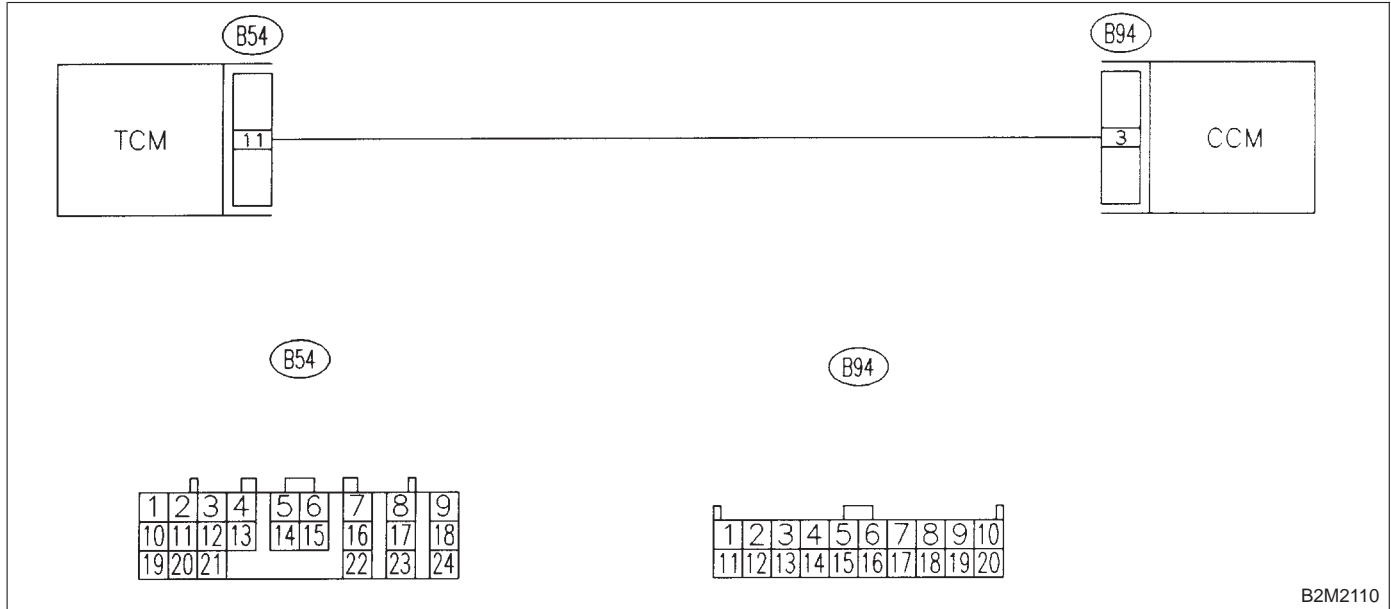 B54 B94
TCM 11 3 CCM
B54 B94
1 2 3 4 5 6 7 8 9
10 11 12 13 14 15 16 17 18
19 20 21 22 23 24
1 2 3 4 5 6 7 8 9 10
11 12 13 14 15 16 17 18 19 20
B2M2110